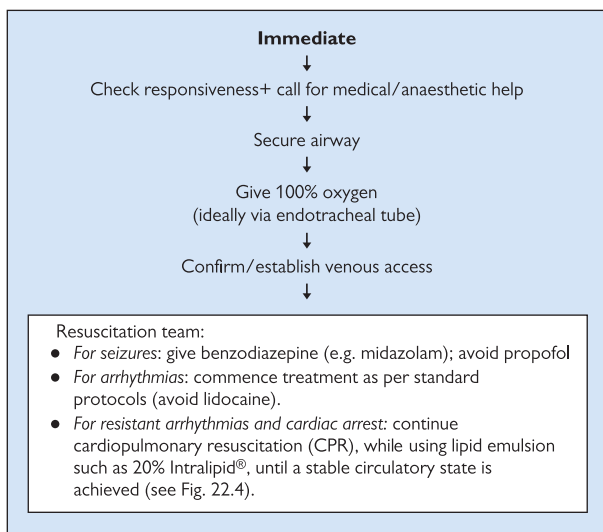 Immediate
Check responsiveness+ call for medical/anaesthetic help
Secure airway
Give 100% oxygen
(ideally via endotracheal tube)
Confirm/establish venous access
Resuscitation team:
● For seizures: give benzodiazepine (e.g. midazolam); avoid propofol
● For arrhythmias: commence treatment as per standard
protocols (avoid lidocaine).
● For resistant arrhythmias and cardiac arrest: continue
cardiopulmonary resuscitation (CPR), while using lipid emulsion
such as 20% Intralipid®, until a stable circulatory state is
achieved (see Fig. 22.4).